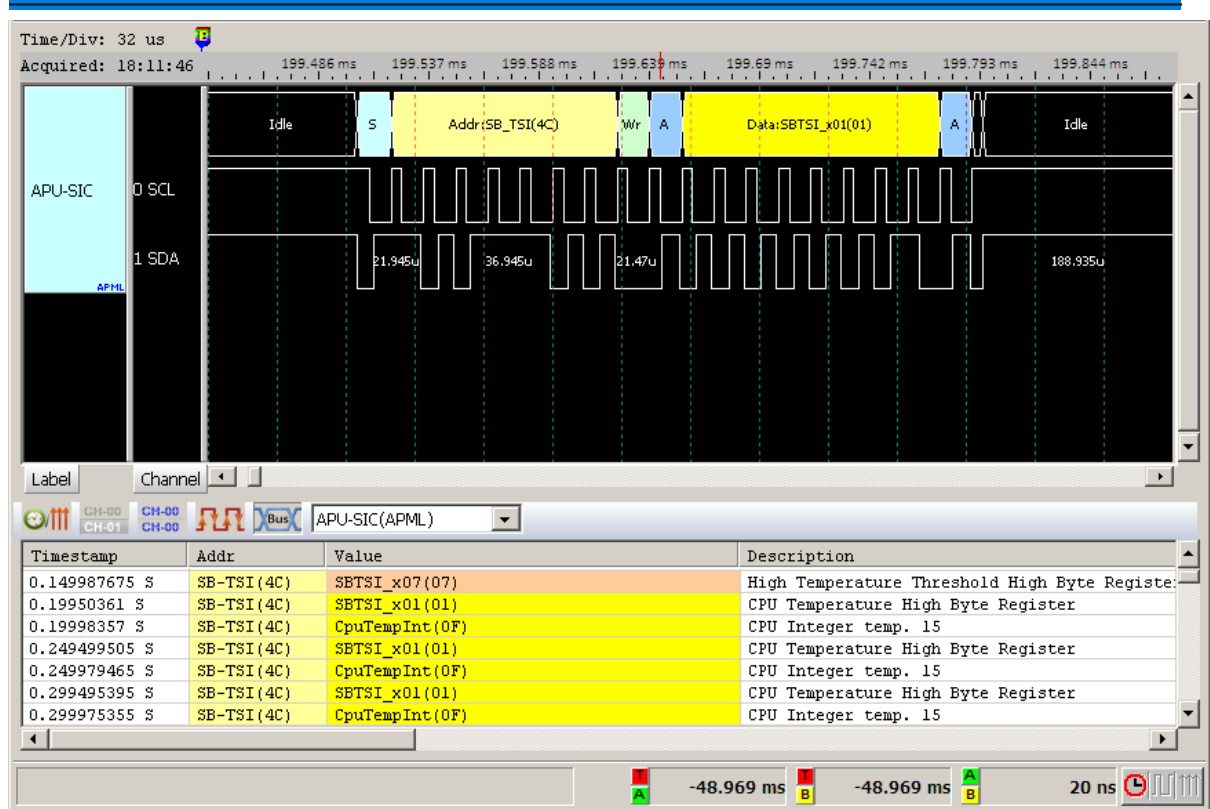 Time/Div: 32 us
Acquired: 18:11:46
199.486 ms 199.537 ms 199.588 ms 199.639 ms 199.69 ms 199.742 ms 199.793 ms 199.844 ms
Idle S Addr:SB_TSI(4C) Wr A Data:SBTSI_x01(01) A Idle
APU-SIC 0 SCL
1 SDA 21.945u 36.945u 21.47u 188.935u
APML
Label Channel
CH-00 CH-01 CH-00 CH-00 Bus APU-SIC(APML)
Timestamp Addr Value Description
0.149987675 S SB-TSI(4C) SBTSI_x07(07) High Temperature Threshold High Byte Registe
0.19950361 S SB-TSI(4C) SBTSI_x01(01) CPU Temperature High Byte Register
0.19998357 S SB-TSI(4C) CpuTempInt(0F) CPU Integer temp. 15
0.249499505 S SB-TSI(4C) SBTSI_x01(01) CPU Temperature High Byte Register
0.249979465 S SB-TSI(4C) CpuTempInt(0F) CPU Integer temp. 15
0.299495395 S SB-TSI(4C) SBTSI_x01(01) CPU Temperature High Byte Register
0.299975355 S SB-TSI(4C) CpuTempInt(0F) CPU Integer temp. 15
T A -48.969 ms T B -48.969 ms A B 20 ns